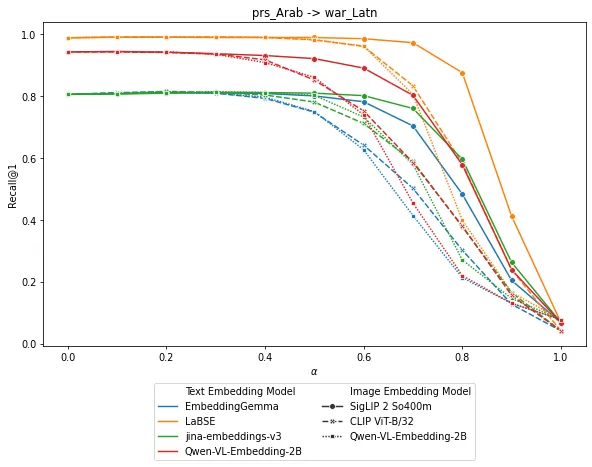 prs_Arab -> war_Latn
Recall@1
1.0
0.8
0.6
0.4
0.2
0.0
0.0 0.2 0.4 0.6 0.8 1.0
α
Text Embedding Model Image Embedding Model
EmbeddingGemma SigLIP 2 So400m
LaBSE CLIP ViT-B/32
jina-embeddings-v3 Qwen-VL-Embedding-2B
Qwen-VL-Embedding-2B